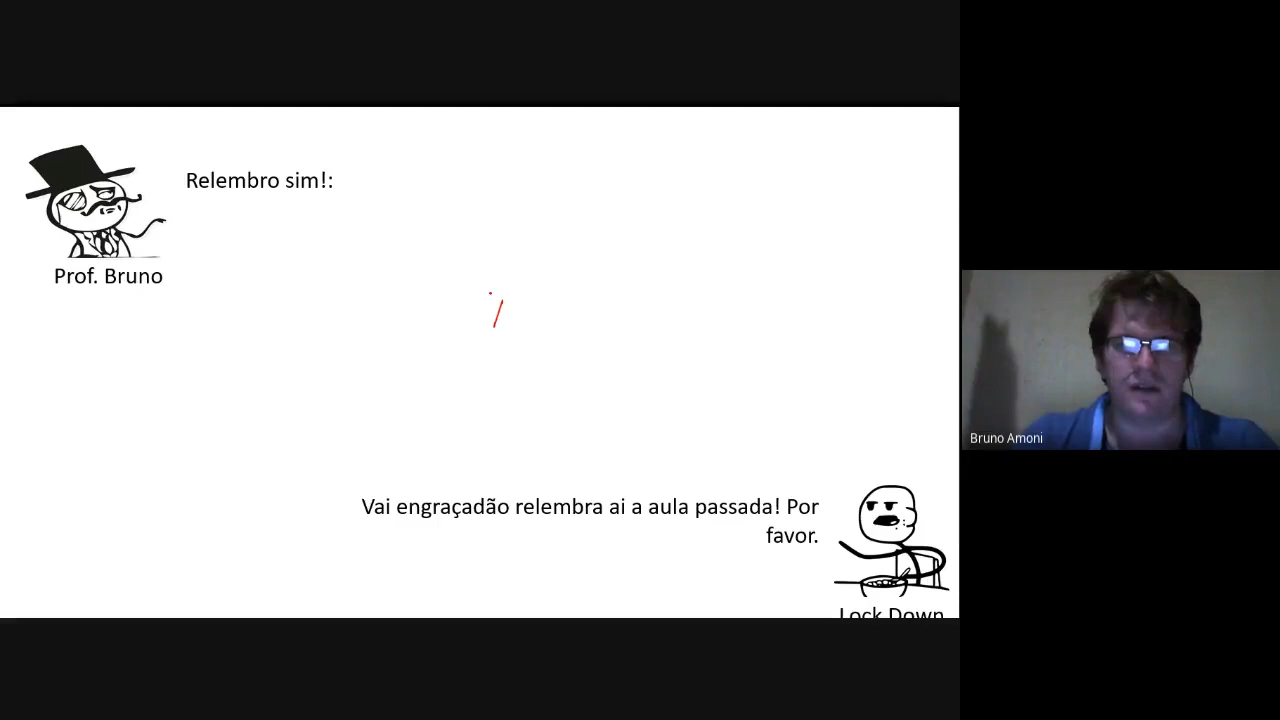 Relembro sim!:
Prof. Bruno
Vai engraçadão relembra ai a aula passada! Por
favor.
Lock Down
Bruno Amoni